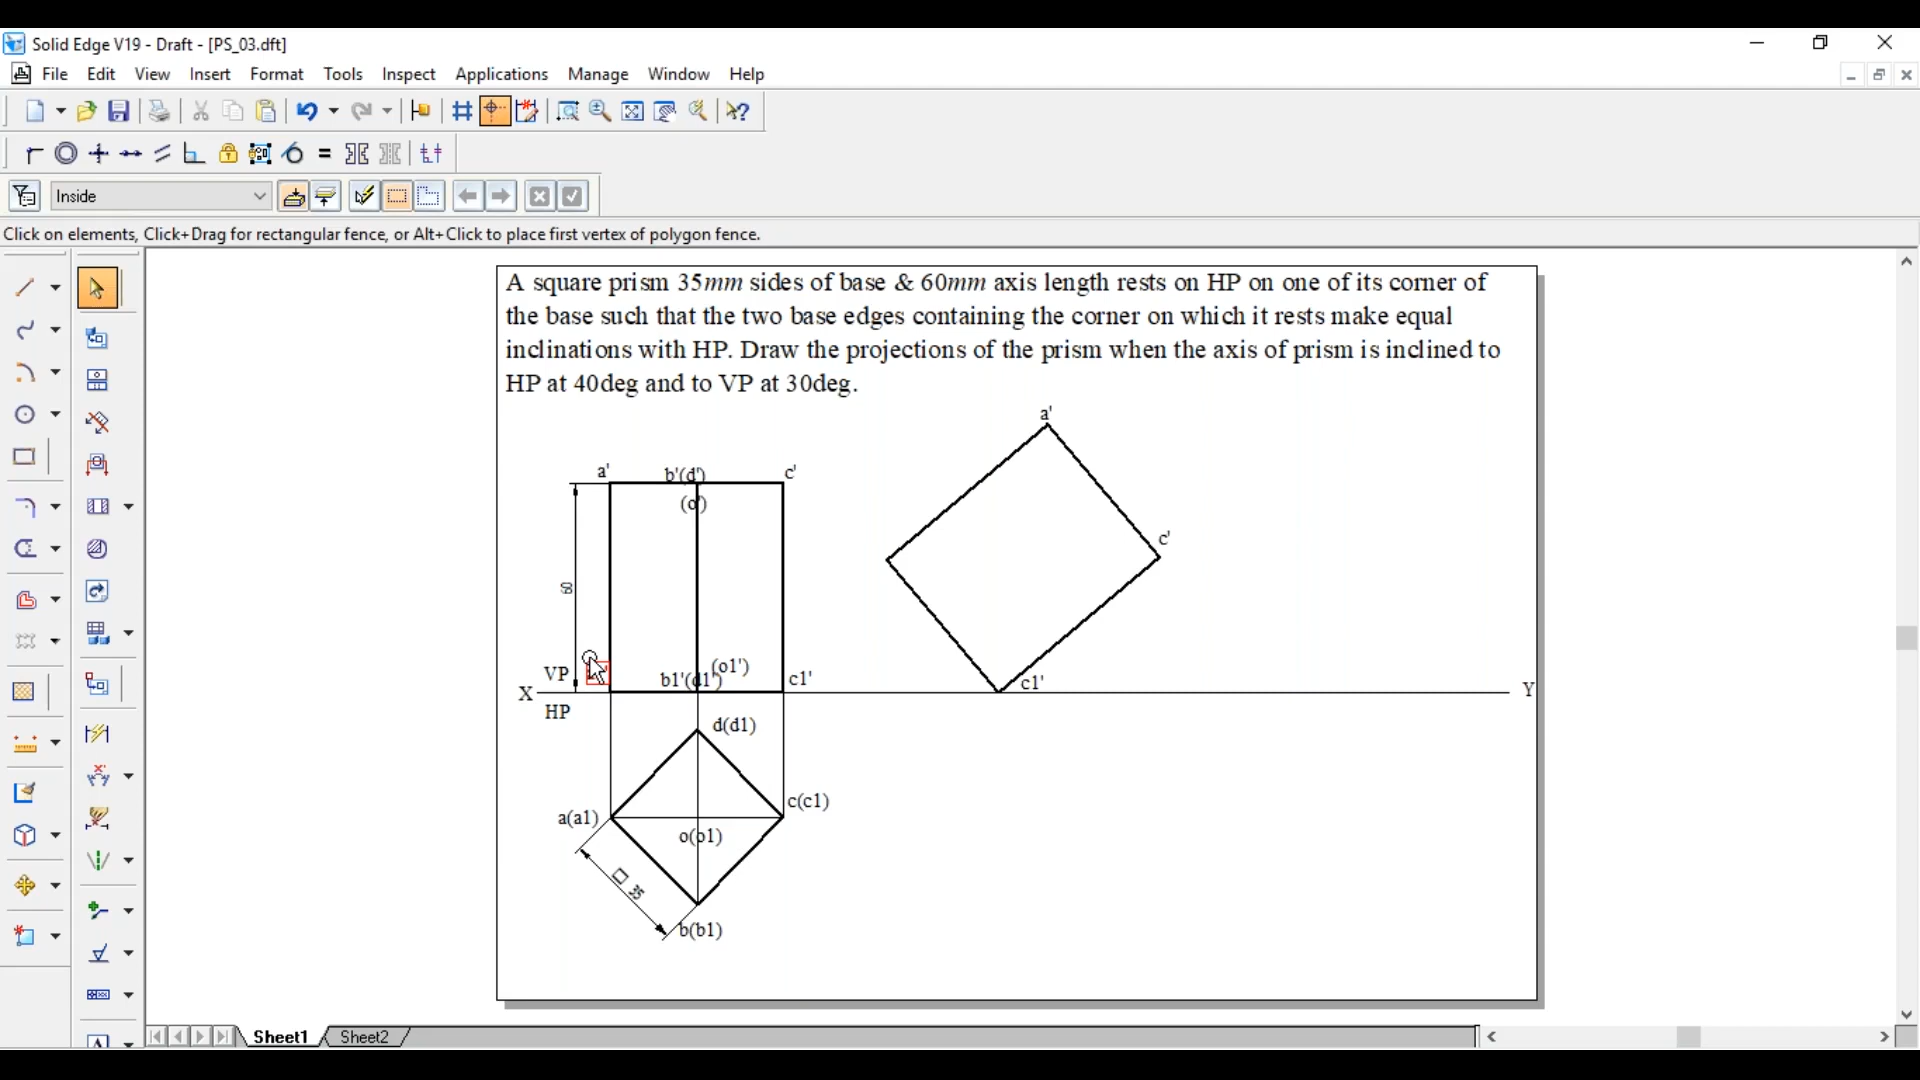 Solid Edge V19 - Draft - [PS_03.dft]
File Edit View Insert Format Tools Inspect Applications Manage Window Help
Inside
Click on elements, Click+Drag for rectangular fence, or Alt+Click to place first vertex of polygon fence.
A square prism 35mm sides of base & 60mm axis length rests on HP on one of its corner of
the base such that the two base edges containing the corner on which it rests make equal
inclinations with HP. Draw the projections of the prism when the axis of prism is inclined to
HP at 40deg and to VP at 30deg.
a'
a' b'(d') c'
(o')
c'
60
(o1')
VP b1'(d1') c1' c1'
X Y
HP
d(d1)
c(c1)
a(a1)
o(o1)
□ 35
b(b1)
Sheet1 Sheet2